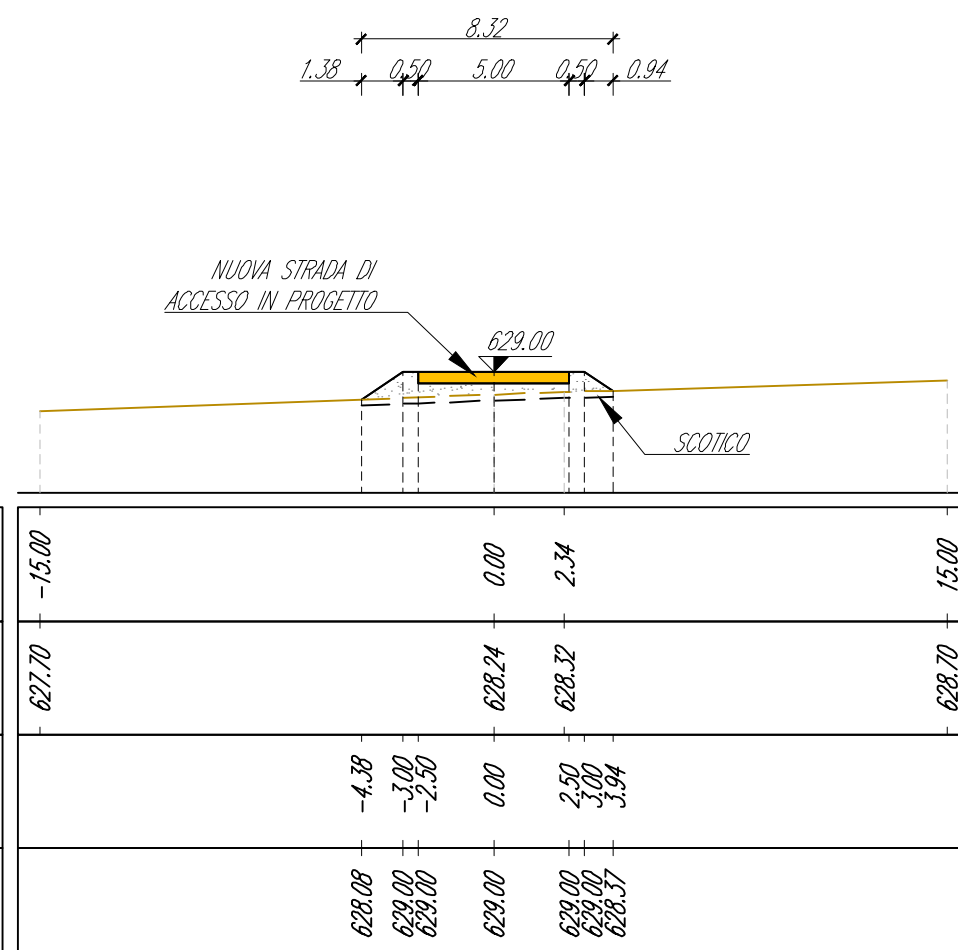 8.32
1.38 0.50 5.00 0.50 0.94
NUOVA STRADA DI
ACCESSO IN PROGETTO
629.00
SCOTICO
-15.00 0.00 2.34 15.00
627.70 628.24 628.32 628.70
-4.38 -3.00 -2.50 0.00 2.50 3.00 3.94
628.08 629.00 629.00 629.00 629.00 629.00 628.37